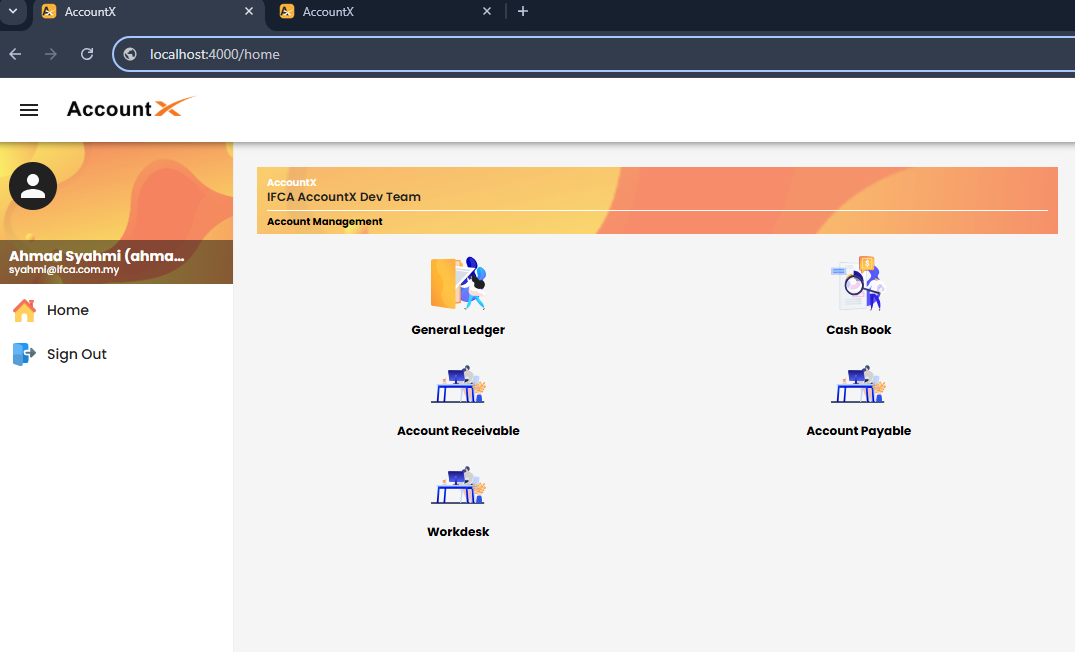 AccountX
AccountX
localhost:4000/home
AccountX
AccountX
IFCA AccountX Dev Team
Account Management
Ahmad Syahmi (ahma...
syahmi@ifca.com.my
Home
Sign Out
General Ledger
Cash Book
Account Receivable
Account Payable
Workdesk